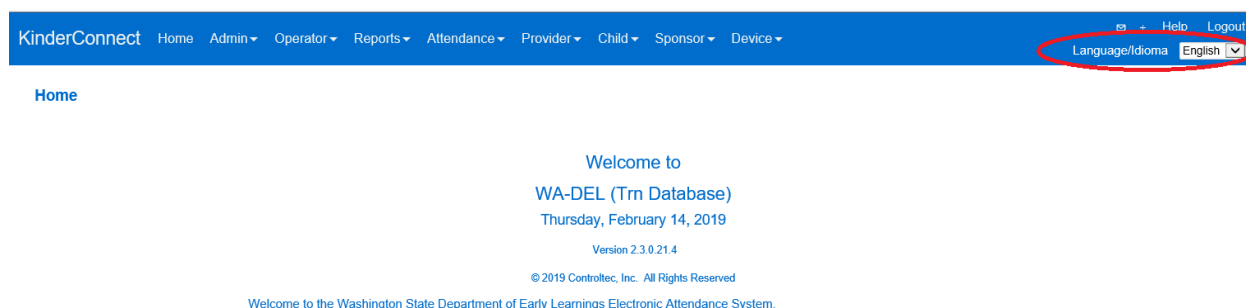 Help Logout
KinderConnect Home Admin Operator Reports Attendance Provider Child Sponsor Device
Language/Idioma English
Home
Welcome to
WA-DEL (Trn Database)
Thursday, February 14, 2019
Version 2.3.0.21.4
© 2019 Controltec, Inc. All Rights Reserved
Welcome to the Washington State Department of Early Learnings Electronic Attendance System.